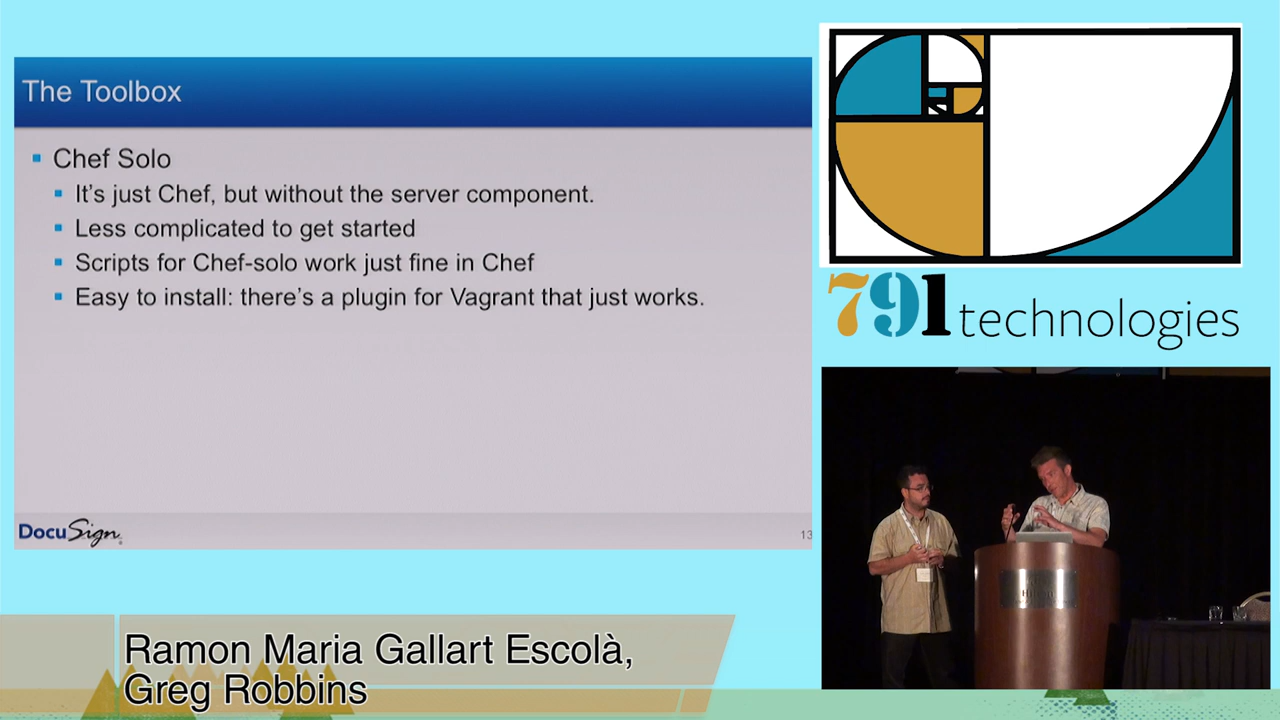 The Toolbox
Chef Solo
It's just Chef, but without the server component.
Less complicated to get started
Scripts for Chef-solo work just fine in Chef
Easy to install: there's a plugin for Vagrant that just works.
DocuSign
13
791 technologies
Ramon Maria Gallart Escolà,
Greg Robbins